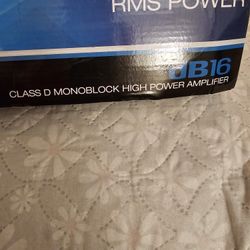 RMS POWER
dB16
CLASS D MONOBLOCK HIGH POWER AMPLIFIER